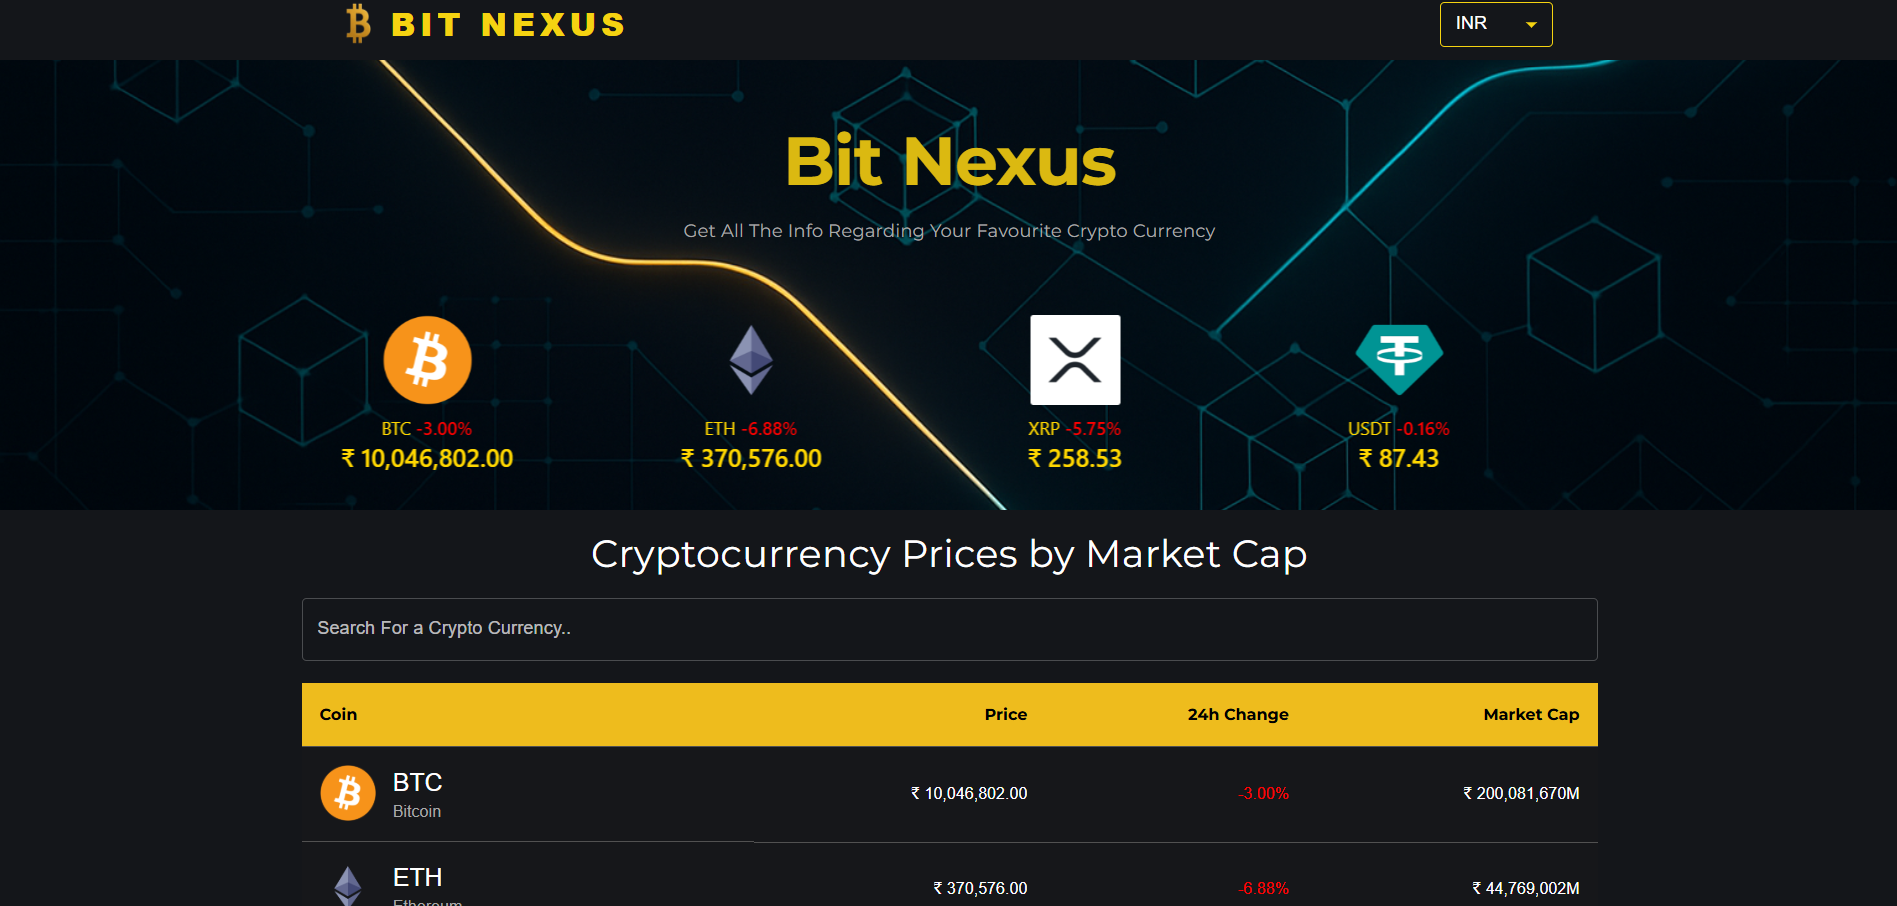 BIT NEXUS
INR
Bit Nexus
Get All The Info Regarding Your Favourite Crypto Currency
BTC -3.00%
₹ 10,046,802.00
ETH -6.88%
₹ 370,576.00
XRP -5.75%
₹ 258.53
USDT -0.16%
₹ 87.43
Cryptocurrency Prices by Market Cap
Search For a Crypto Currency..
Coin Price 24h Change Market Cap
BTC
Bitcoin
₹ 10,046,802.00 -3.00% ₹ 200,081,670M
ETH
Ethereum
₹ 370,576.00 -6.88% ₹ 44,769,002M